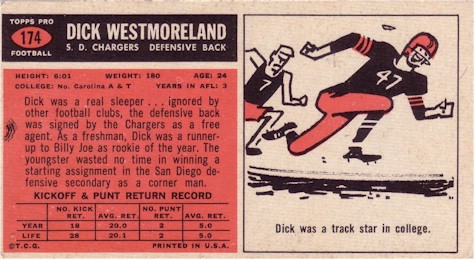 TOPPS PRO
174
FOOTBALL
DICK WESTMORELAND
S. D. CHARGERS DEFENSIVE BACK
HEIGHT: 6:01 WEIGHT: 180 AGE: 24
COLLEGE: No. Carolina A & T YEARS IN AFL: 3
Dick was a real sleeper . . . ignored by
other football clubs, the defensive back
was signed by the Chargers as a free
agent. As a freshman, Dick was a runner-
up to Billy Joe as rookie of the year. The
youngster wasted no time in winning a
starting assignment in the San Diego de-
fensive secondary as a corner man.
KICKOFF & PUNT RETURN RECORD
NO. KICK RET. AVG. RET. NO. PUNT RET. AVG. RET.
YEAR 18 20.0 2 5.0
LIFE 28 20.1 2 5.0
©T.C.G. PRINTED IN U.S.A.
47
Dick was a track star in college.